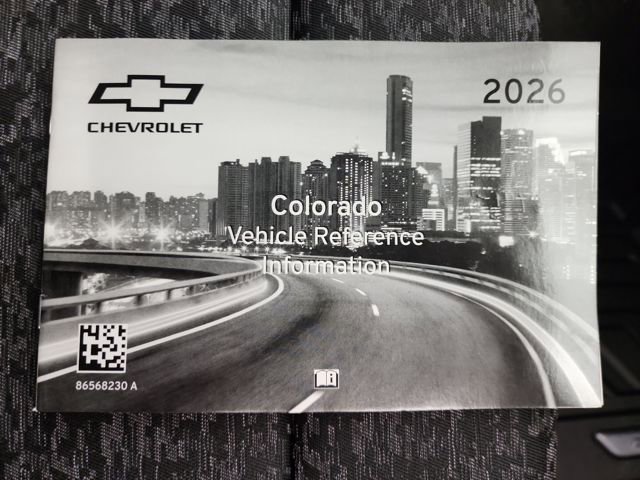 2026
CHEVROLET
Colorado
Vehicle Reference
Information
86568230 A